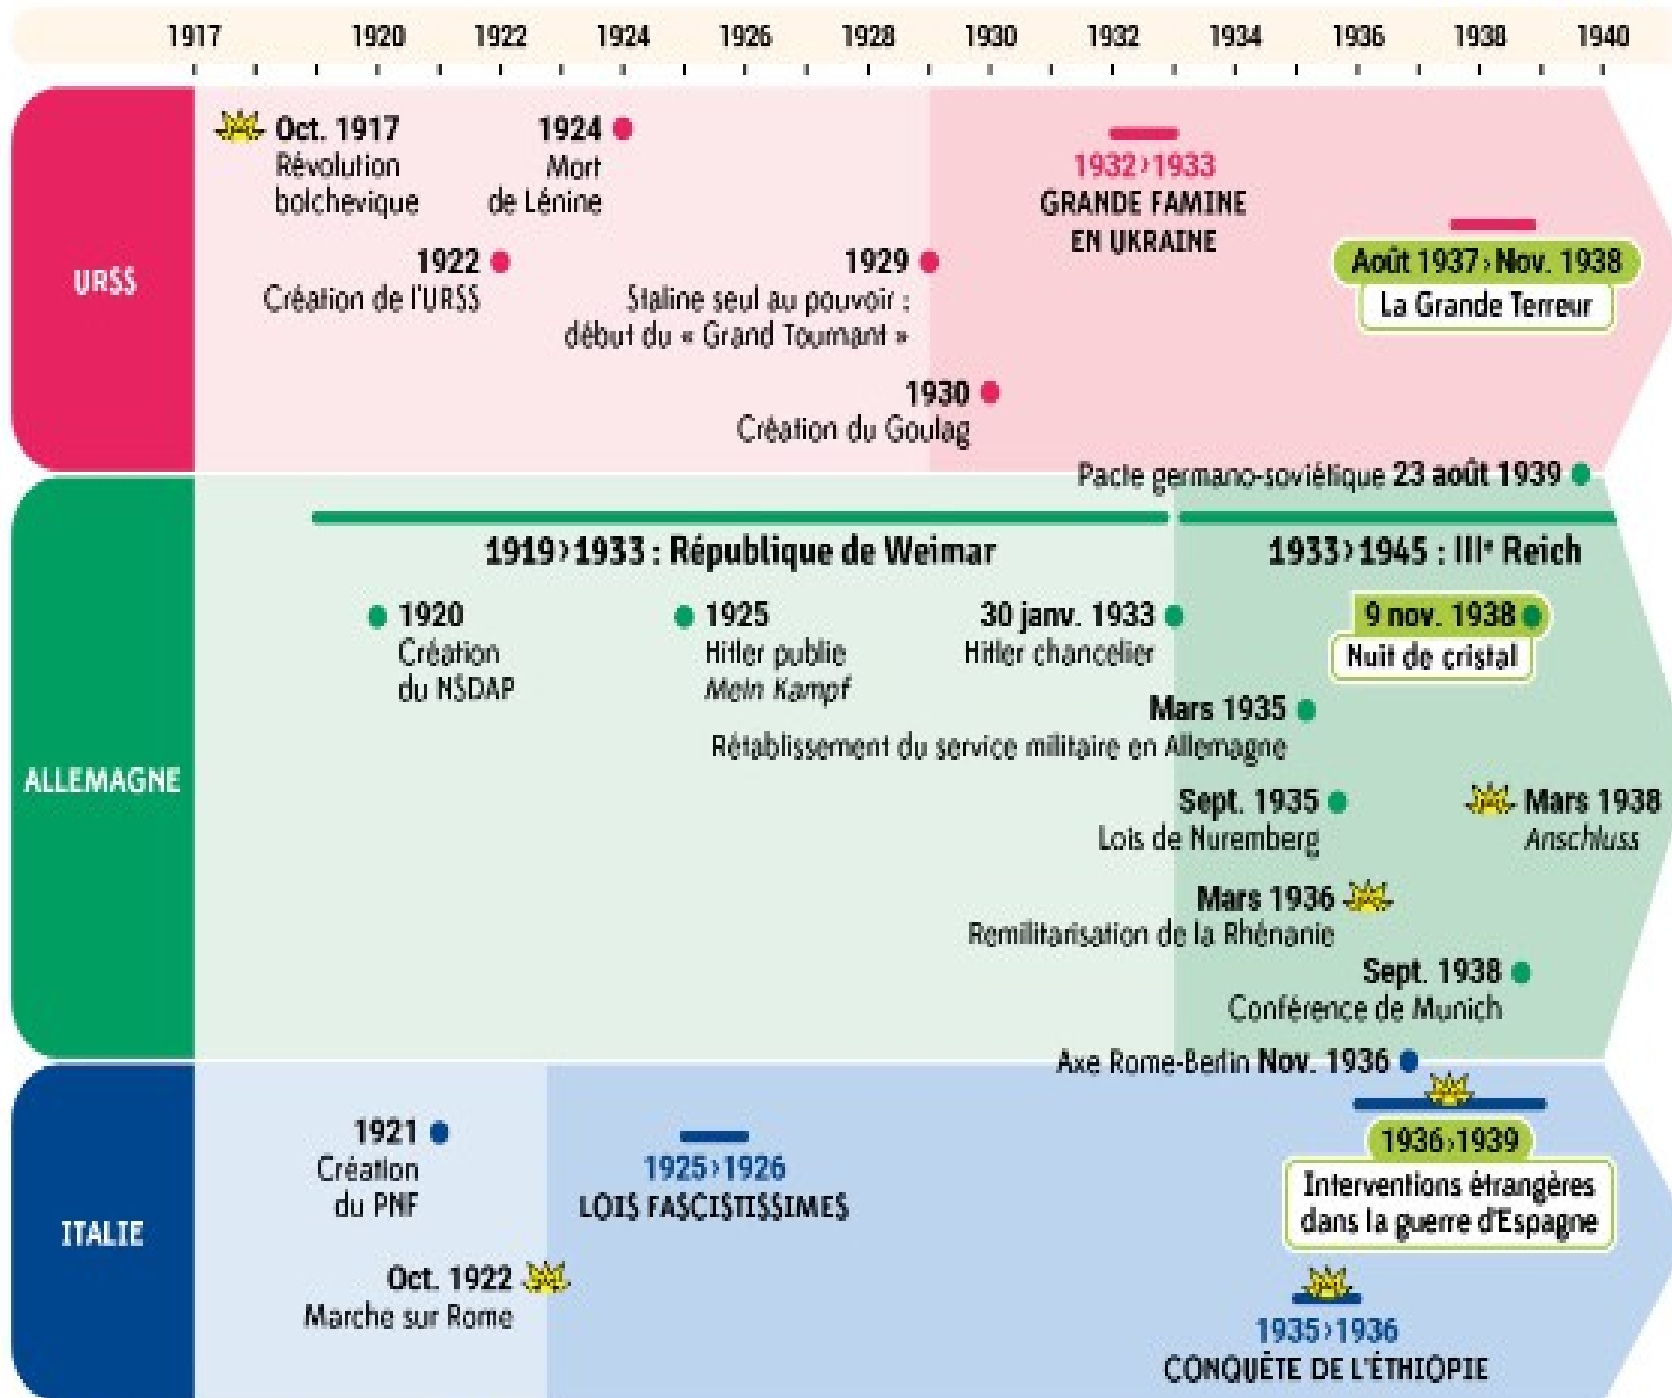 1917 1920 1922 1924 1926 1928 1930 1932 1934 1936 1938 1940
URSS
Oct. 1917
Révolution
bolchevique
1924
Mort
de Lénine
1922
Création de l'URSS
1929
Staline seul au pouvoir :
début du « Grand Tournant »
1930
Création du Goulag
1932›1933
GRANDE FAMINE
EN UKRAINE
Août 1937›Nov. 1938
La Grande Terreur
Pacte germano-soviétique 23 août 1939
ALLEMAGNE
1919›1933 : République de Weimar
1933›1945 : IIIe Reich
1920
Création
du NSDAP
1925
Hitler publie
Mein Kampf
30 janv. 1933
Hitler chancelier
9 nov. 1938
Nuit de cristal
Mars 1935
Rétablissement du service militaire en Allemagne
Sept. 1935
Lois de Nuremberg
Mars 1938
Anschluss
Mars 1936
Remilitarisation de la Rhénanie
Sept. 1938
Conférence de Munich
Axe Rome-Berlin Nov. 1936
ITALIE
1921
Création
du PNF
1925›1926
LOIS FASCISTISSIMES
1936›1939
Interventions étrangères
dans la guerre d'Espagne
Oct. 1922
Marche sur Rome
1935›1936
CONQUÊTE DE L'ÉTHIOPIE